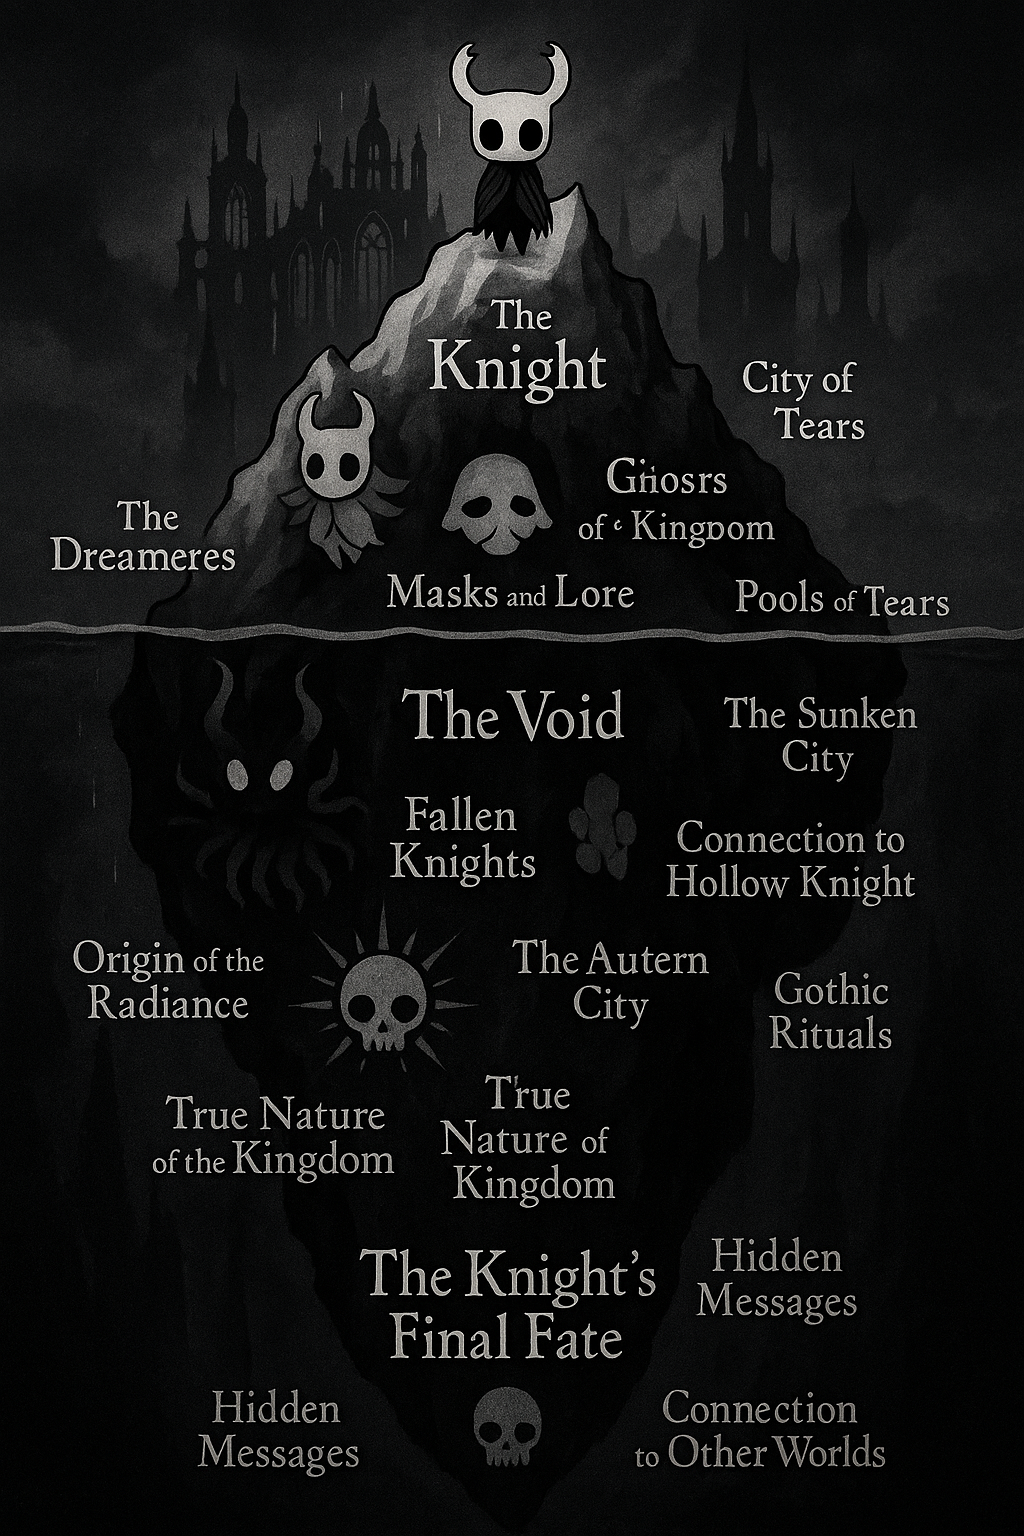 The
Knight
City of
Tears
Ghosrs
of Kingdom
The
Dreameres
Masks and Lore
Pools of Tears
The Void
The Sunken
City
Fallen
Knights
Connection to
Hollow Knight
Origin of the
Radiance
The Autern
City
Gothic
Rituals
True Nature
of the Kingdom
True
Nature of
Kingdom
The Knight's
Final Fate
Hidden
Messages
Hidden
Messages
Connection
to Other Worlds